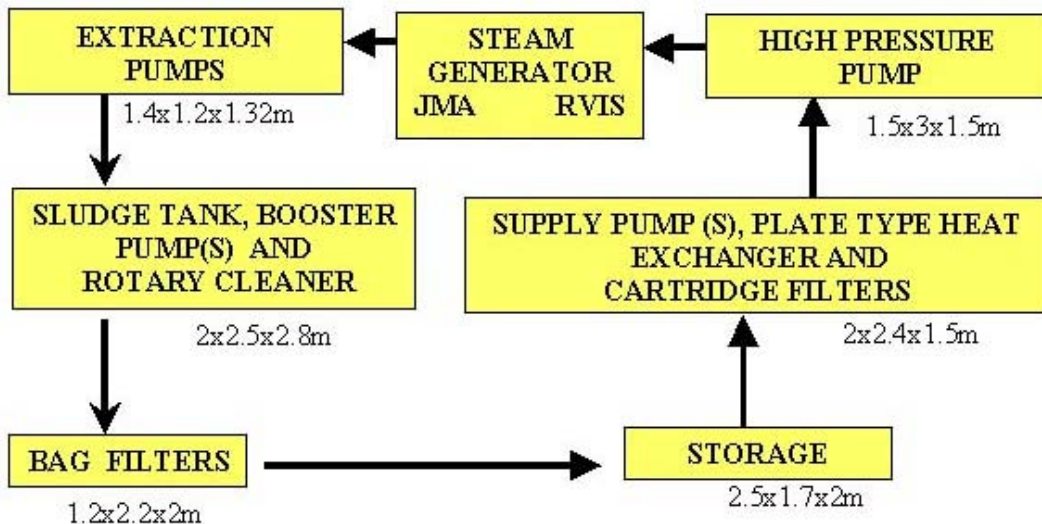 EXTRACTION
PUMPS
1.4x1.2x1.32m
STEAM
GENERATOR
JMA RVIS
HIGH PRESSURE
PUMP
1.5x3x1.5m
SLUDGE TANK, BOOSTER
PUMP(S) AND
ROTARY CLEANER
2x2.5x2.8m
SUPPLY PUMP (S), PLATE TYPE HEAT
EXCHANGER AND
CARTRIDGE FILTERS
2x2.4x1.5m
BAG FILTERS
1.2x2.2x2m
STORAGE
2.5x1.7x2m